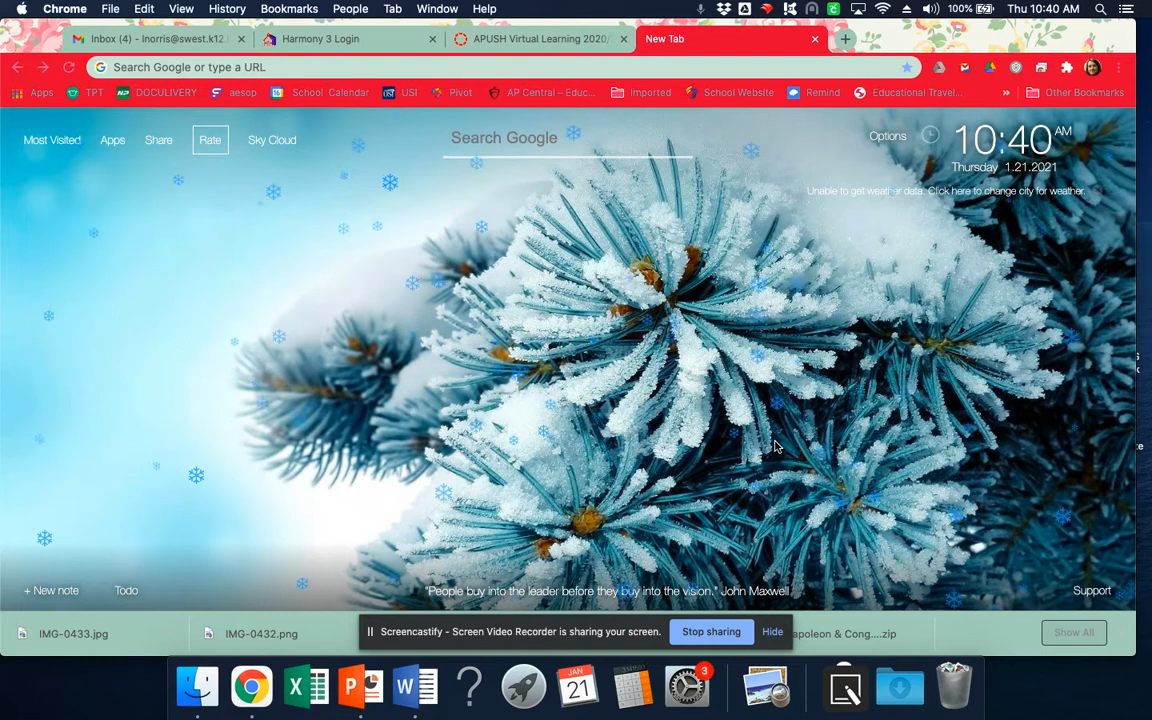 Chrome File Edit View History Bookmarks People Tab Window Help 100% Thu 10:40 AM
Inbox (4) - lnorris@swest.k12. Harmony 3 Login APUSH Virtual Learning 2020/ New Tab
Search Google or type a URL
Apps TPT DOCULIVERY aesop School Calendar USI Pivot AP Central – Educ... Imported School Website Remind Educational Travel... » Other Bookmarks
Most Visited Apps Share Rate Sky Cloud Search Google Options 10:40 AM
Thursday 1.21.2021
Unable to get weather data. Click here to change city for weather.
+ New note Todo "People buy into the leader before they buy into the vision." John Maxwell Support
IMG-0433.jpg IMG-0432.png Screencastify - Screen Video Recorder is sharing your screen. Stop sharing Hide apoleon & Cong....zip Show All
JAN 3
21